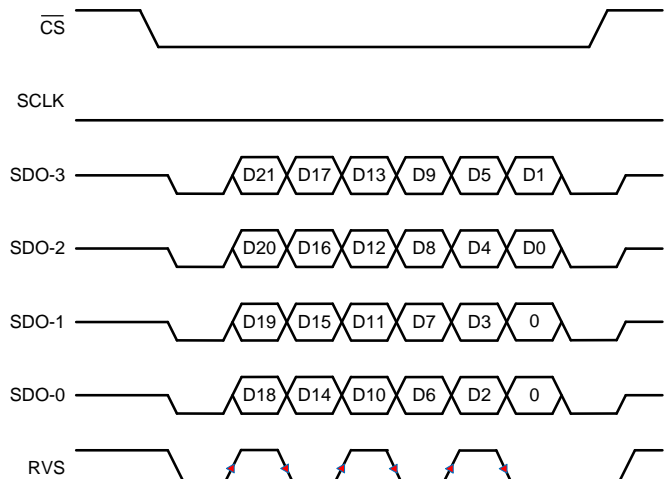 C̅S̅
SCLK
SDO-3 D21 D17 D13 D9 D5 D1
SDO-2 D20 D16 D12 D8 D4 D0
SDO-1 D19 D15 D11 D7 D3 0
SDO-0 D18 D14 D10 D6 D2 0
RVS